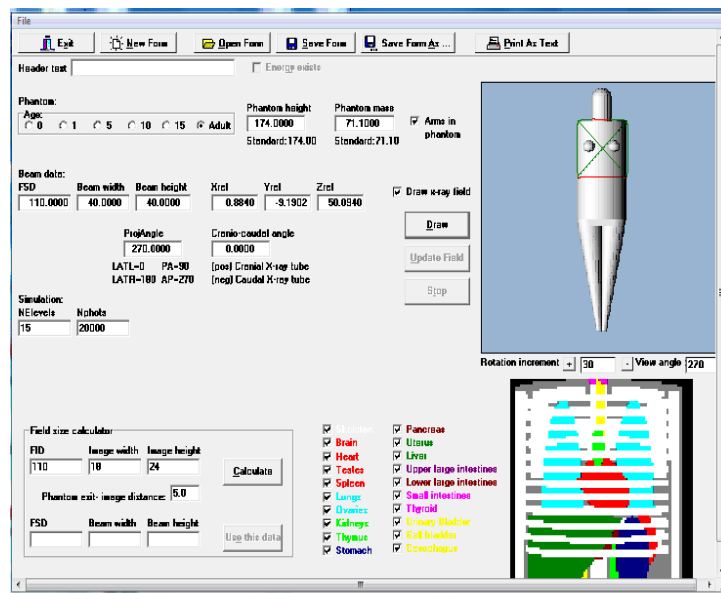 File
Exit New Form Open Form Save Form Save Form As ... Print As Text
Header text Energy exists
Phantom:
Age:
0 1 5 10 15 Adult
Phantom height Phantom mass
174.0000 71.1000
Standard:174.00 Standard:71.10
Arms in
phantom
Beam data:
FSD Beam width Beam height Xref Yref Zref
110.0000 40.0000 40.0000 0.8840 -9.1902 50.0940
Draw x-ray field
Draw
Update Field
Stop
ProjAngle Cranio-caudal angle
270.0000 0.0000
LATL=0 PA=90 (pos) Cranial X-ray tube
LATR=180 AP=270 (neg) Caudal X-ray tube
Simulation:
NElevels Nphots
15 20000
Rotation increment + 30 - View angle 270
Field size calculator
FID Image width Image height
110 18 24
Calculate
Phantom exit- image distance: 5.0
FSD Beam width Beam height
Use this data
Skeleton Pancreas
Brain Uterus
Heart Liver
Testes Upper large intestines
Spleen Lower large intestines
Lungs Small intestines
Ovaries Thyroid
Kidneys Urinary Bladder
Thymus Gall bladder
Stomach Oesophagus